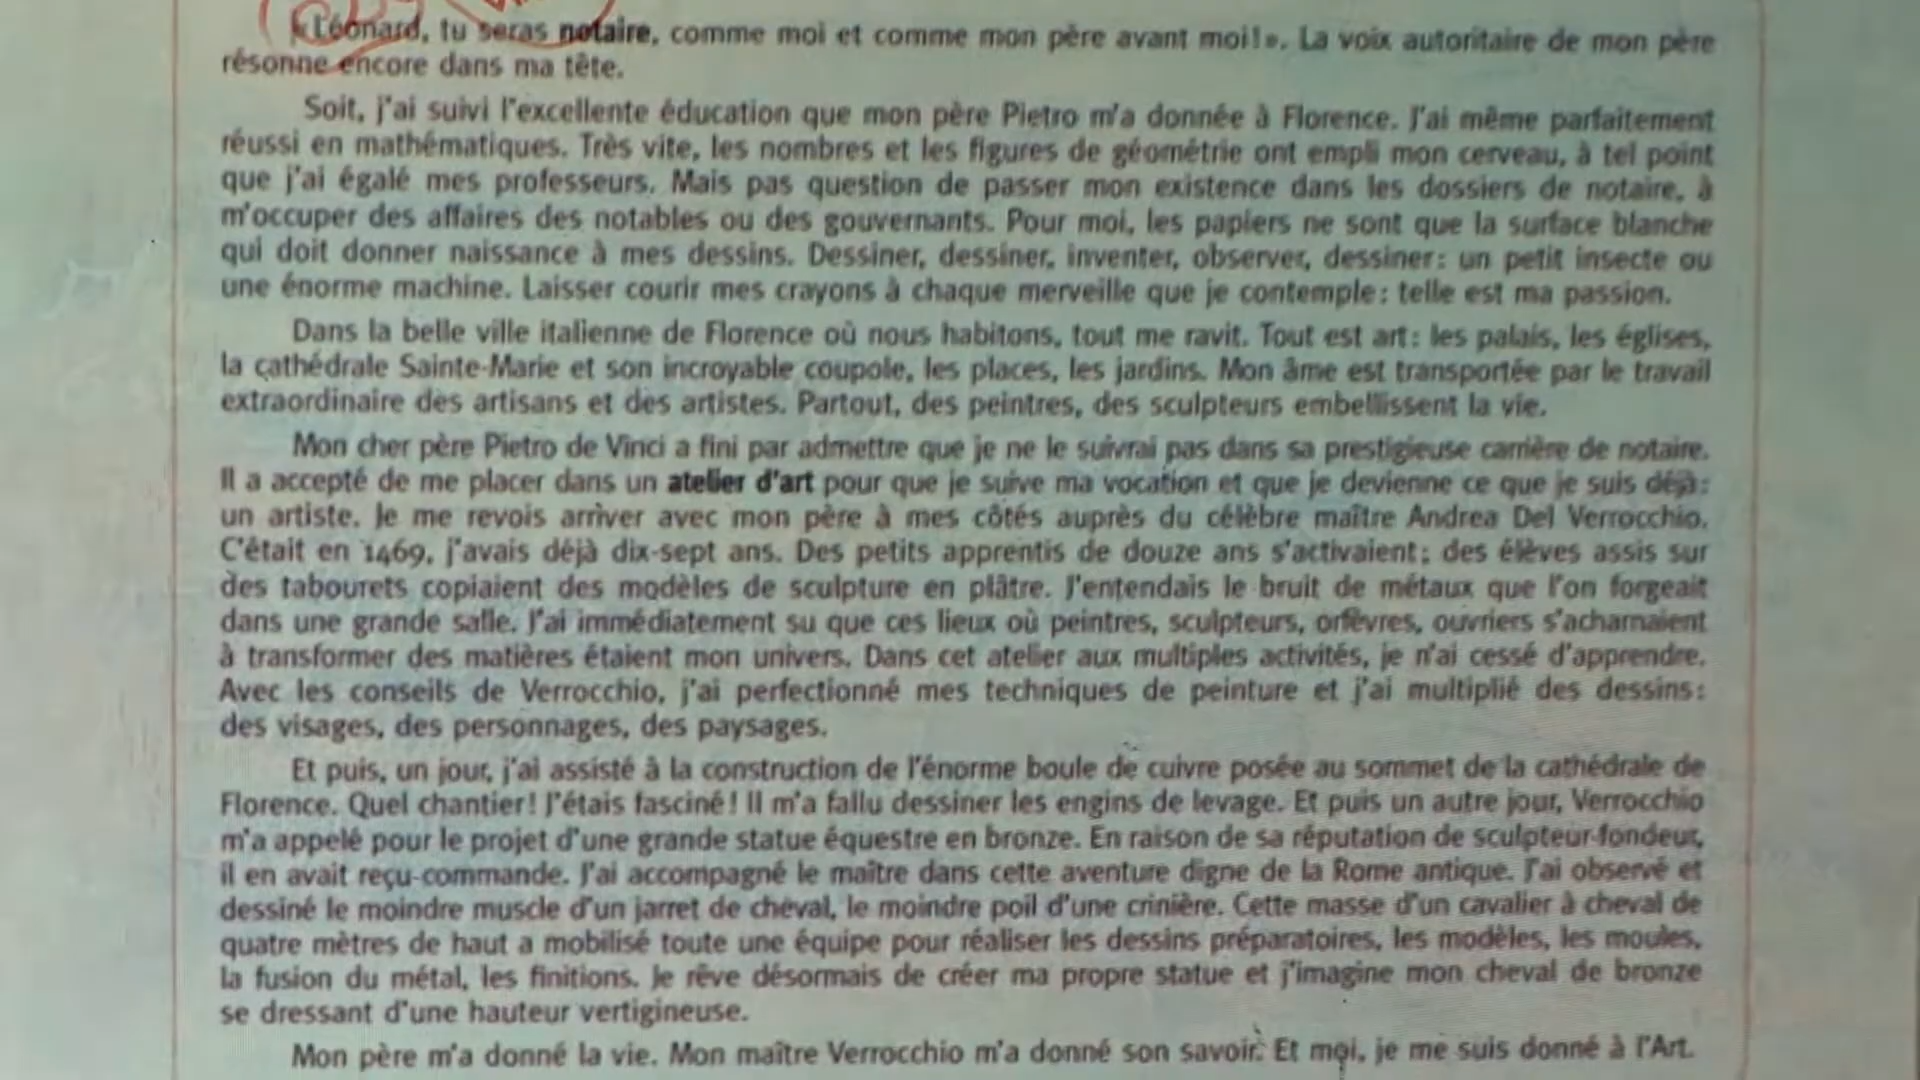 « Léonard, tu seras notaire, comme moi et comme mon père avant moi!». La voix autoritaire de mon père
résonne encore dans ma tête.
Soit, j'ai suivi l'excellente éducation que mon père Pietro m'a donnée à Florence. J'ai même parfaitement
réussi en mathématiques. Très vite, les nombres et les figures de géométrie ont empli mon cerveau, à tel point
que j'ai égalé mes professeurs. Mais pas question de passer mon existence dans les dossiers de notaire, à
m'occuper des affaires des notables ou des gouvernants. Pour moi, les papiers ne sont que la surface blanche
qui doit donner naissance à mes dessins. Dessiner, dessiner, inventer, observer, dessiner: un petit insecte ou
une énorme machine. Laisser courir mes crayons à chaque merveille que je contemple: telle est ma passion.
Dans la belle ville italienne de Florence où nous habitons, tout me ravit. Tout est art: les palais, les églises,
la cathédrale Sainte-Marie et son incroyable coupole, les places, les jardins. Mon âme est transportée par le travail
extraordinaire des artisans et des artistes. Partout, des peintres, des sculpteurs embellissent la vie.
Mon cher père Pietro de Vinci a fini par admettre que je ne le suivrai pas dans sa prestigieuse carrière de notaire.
Il a accepté de me placer dans un atelier d'art pour que je suive ma vocation et que je devienne ce que je suis déjà:
un artiste. Je me revois arriver avec mon père à mes côtés auprès du célèbre maître Andrea Del Verrocchio.
C'était en 1469, j'avais déjà dix-sept ans. Des petits apprentis de douze ans s'activaient; des élèves assis sur
des tabourets copiaient des modèles de sculpture en plâtre. J'entendais le bruit de métaux que l'on forgeait
dans une grande salle. J'ai immédiatement su que ces lieux où peintres, sculpteurs, orfèvres, ouvriers s'acharnaient
à transformer des matières étaient mon univers. Dans cet atelier aux multiples activités, je n'ai cessé d'apprendre.
Avec les conseils de Verrocchio, j'ai perfectionné mes techniques de peinture et j'ai multiplié des dessins:
des visages, des personnages, des paysages.
Et puis, un jour, j'ai assisté à la construction de l'énorme boule de cuivre posée au sommet de la cathédrale de
Florence. Quel chantier! J'étais fasciné! Il m'a fallu dessiner les engins de levage. Et puis un autre jour, Verrocchio
m'a appelé pour le projet d'une grande statue équestre en bronze. En raison de sa réputation de sculpteur-fondeur,
il en avait reçu commande. J'ai accompagné le maître dans cette aventure digne de la Rome antique. J'ai observé et
dessiné le moindre muscle d'un jarret de cheval, le moindre poil d'une crinière. Cette masse d'un cavalier à cheval de
quatre mètres de haut a mobilisé toute une équipe pour réaliser les dessins préparatoires, les modèles, les moules,
la fusion du métal, les finitions. Je rêve désormais de créer ma propre statue et j'imagine mon cheval de bronze
se dressant d'une hauteur vertigineuse.
Mon père m'a donné la vie. Mon maître Verrocchio m'a donné son savoir. Et moi, je me suis donné à l'Art.